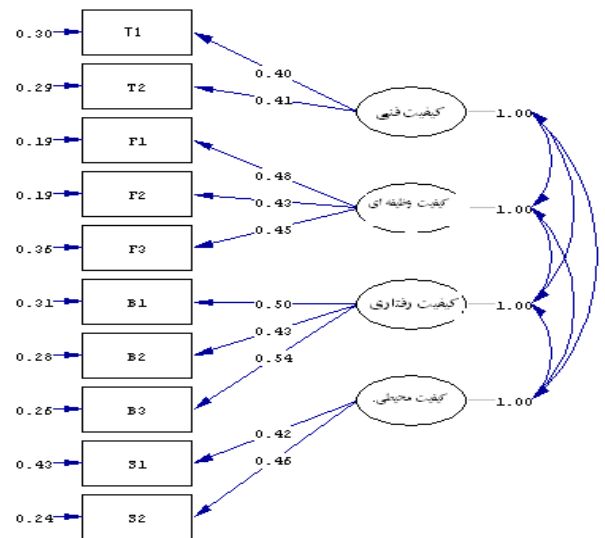 0.30 T1
0.40
0.29 T2
0.41
کیفیت فنی 1.00
0.19 F1
0.48
0.19 F2
0.43
کیفیت وظیفه ای 1.00
0.45
0.35 F3
0.31 B1
0.50
کیفیت رفتاری 1.00
0.43
0.28 B2
0.54
0.25 B3
کیفیت محیطی. 1.00
0.42
0.43 S1
0.45
0.24 S2